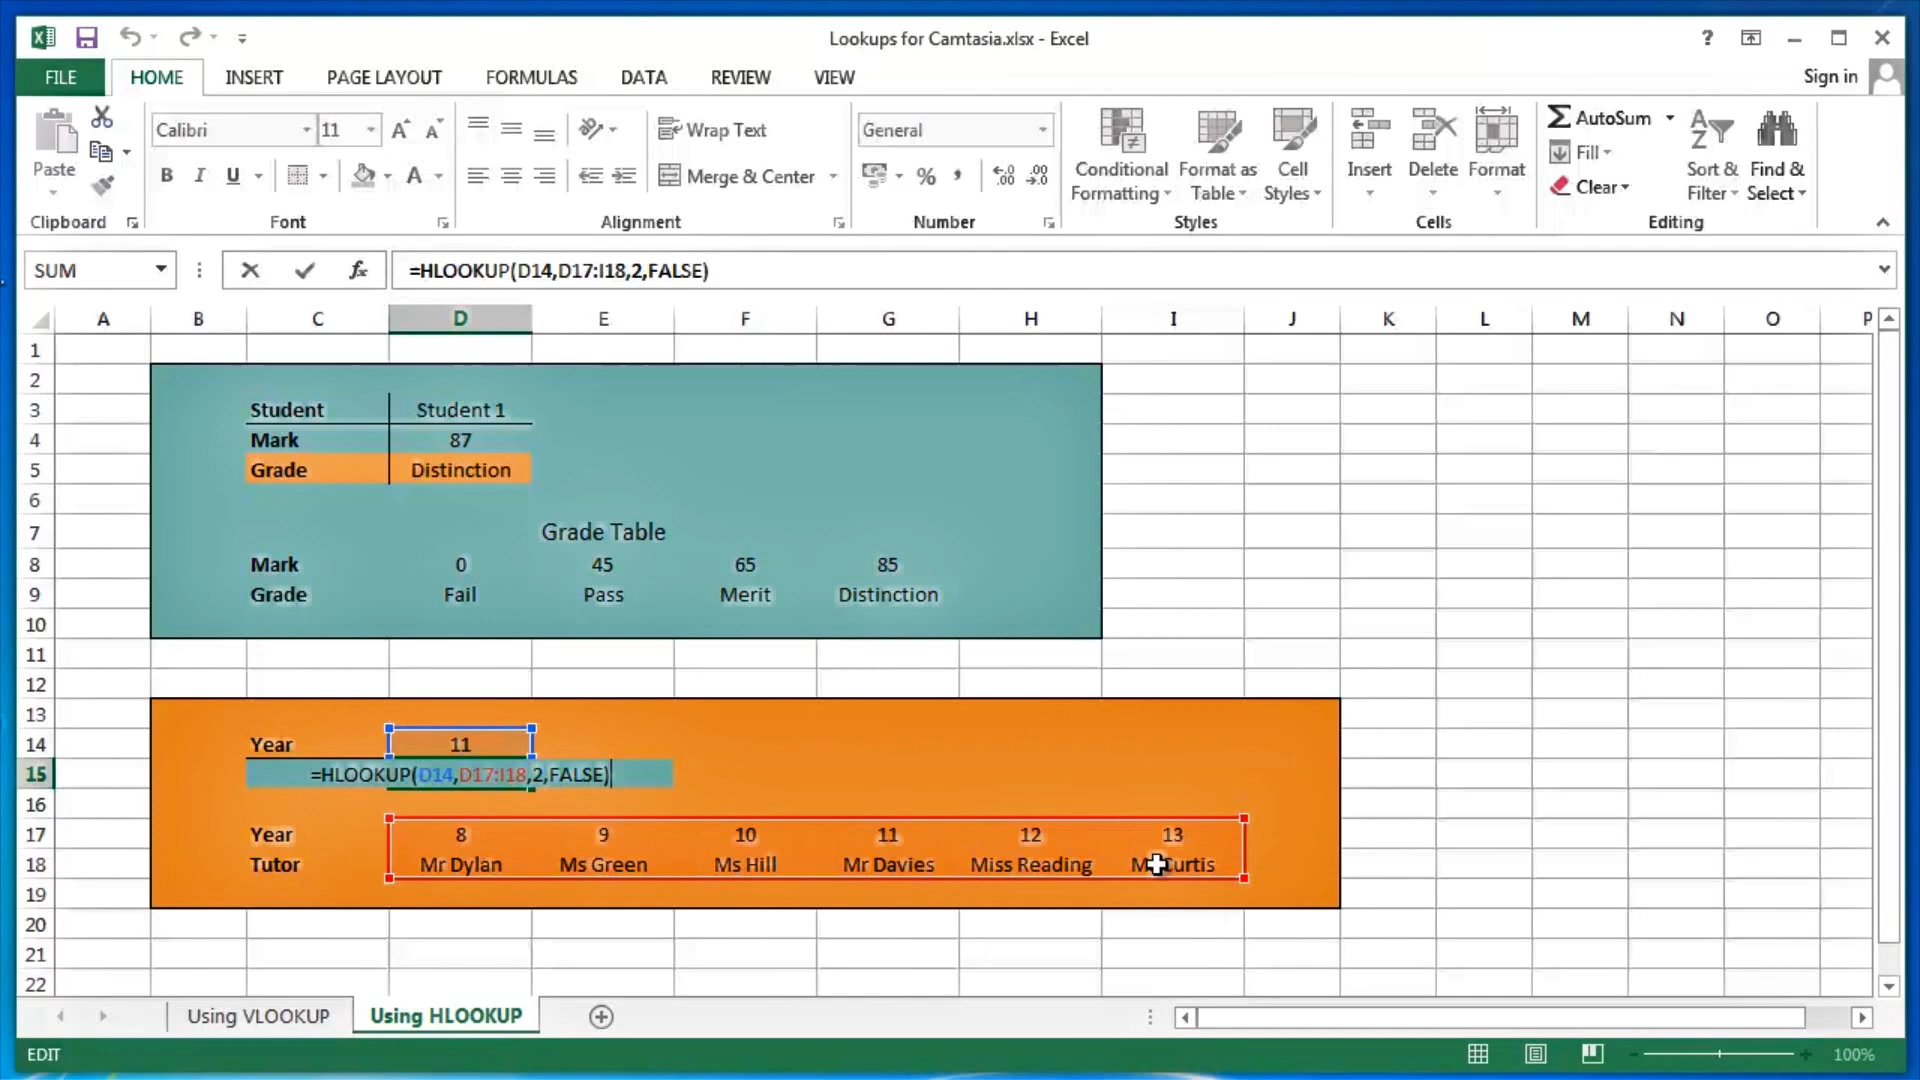 Lookups for Camtasia.xlsx - Excel
?
FILE HOME INSERT PAGE LAYOUT FORMULAS DATA REVIEW VIEW Sign in
Calibri 11 A A Wrap Text General AutoSum
Paste B I U A Merge & Center % , Conditional Formatting Format as Table Cell Styles Insert Delete Format Fill Clear Sort & Filter Find & Select
Clipboard Font Alignment Number Styles Cells Editing
SUM fx =HLOOKUP(D14,D17:I18,2,FALSE)
A B C D E F G H I J K L M N O P
1
2
3 Student Student 1
4 Mark 87
5 Grade Distinction
6
7 Grade Table
8 Mark 0 45 65 85
9 Grade Fail Pass Merit Distinction
10
11
12
13
14 Year 11
15 =HLOOKUP(D14,D17:I18,2,FALSE)
16
17 Year 8 9 10 11 12 13
18 Tutor Mr Dylan Ms Green Ms Hill Mr Davies Miss Reading Curtis
19
20
21
22
Using VLOOKUP Using HLOOKUP
EDIT 100%